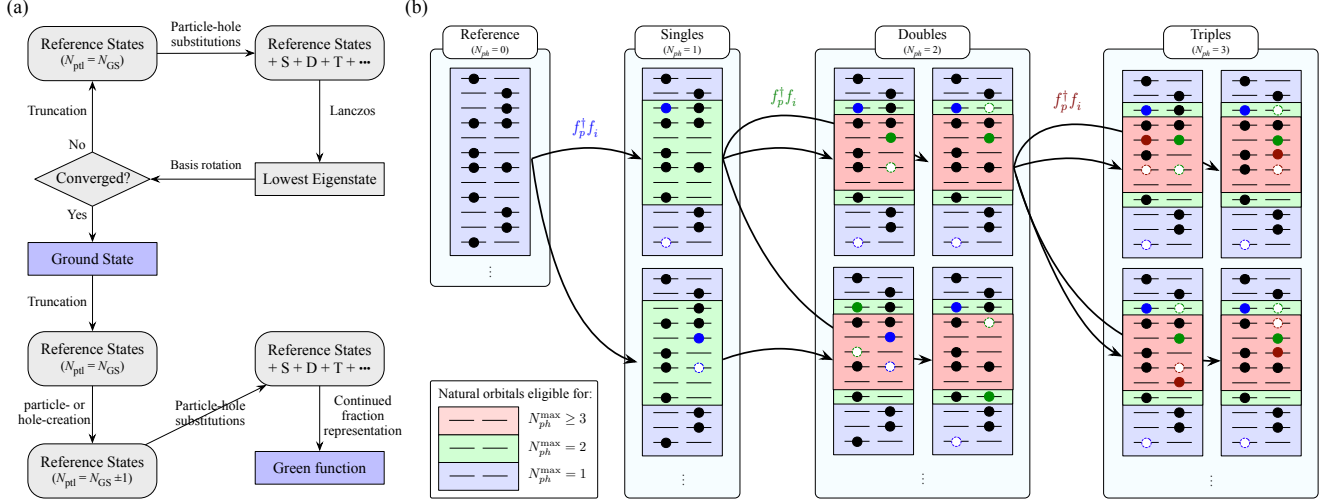 (a)
Reference States
(N_ptl = N_GS)
Particle-hole
substitutions
Reference States
+ S + D + T + ···
Truncation
Lanczos
No
Converged?
Basis rotation
Lowest Eigenstate
Yes
Ground State
Truncation
Reference States
(N_ptl = N_GS)
Reference States
+ S + D + T + ···
particle- or
hole-creation
Particle-hole
substitutions
Continued
fraction
representation
Reference States
(N_ptl = N_GS ±1)
Green function
(b)
Reference
(N_ph = 0)
Singles
(N_ph = 1)
Doubles
(N_ph = 2)
Triples
(N_ph = 3)
f_p^† f_i
f_p^† f_i
f_p^† f_i
⋮
⋮
⋮
⋮
Natural orbitals eligible for:
N_ph^max ≥ 3
N_ph^max = 2
N_ph^max = 1